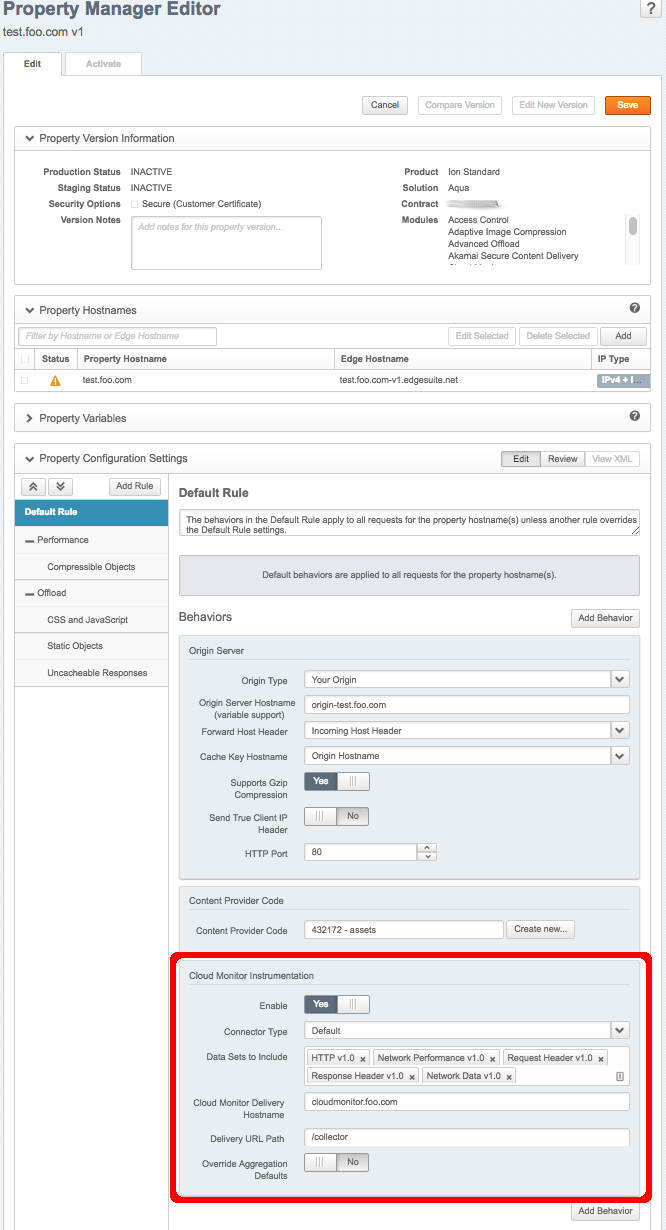 Property Manager Editor
?
test.foo.com v1
Edit
Activate
Cancel
Compare Version
Edit New Version
Save
Property Version Information
Production Status INACTIVE
Product Ion Standard
Staging Status INACTIVE
Solution Aqua
Security Options Secure (Customer Certificate)
Contract
Version Notes Add notes for this property version...
Modules Access Control
Adaptive Image Compression
Advanced Offload
Akamai Secure Content Delivery
Property Hostnames
?
Filter by Hostname or Edge Hostname
Edit Selected
Delete Selected
Add
Status Property Hostname Edge Hostname IP Type
test.foo.com test.foo.com-v1.edgesuite.net IPv4 + I...
Property Variables
?
Property Configuration Settings
Edit
Review
View XML
Add Rule
Default Rule
Performance
Compressible Objects
Offload
CSS and JavaScript
Static Objects
Uncacheable Responses
Default Rule
The behaviors in the Default Rule apply to all requests for the property hostname(s) unless another rule overrides
the Default Rule settings.
Default behaviors are applied to all requests for the property hostname(s).
Behaviors
Add Behavior
Origin Server
Origin Type Your Origin
Origin Server Hostname
(variable support)
origin-test.foo.com
Forward Host Header Incoming Host Header
Cache Key Hostname Origin Hostname
Supports Gzip
Compression
Yes
Send True Client IP
Header
No
HTTP Port 80
Content Provider Code
Content Provider Code 432172 - assets
Create new...
Cloud Monitor Instrumentation
Enable Yes
Connector Type Default
Data Sets to Include HTTP v1.0 x Network Performance v1.0 x Request Header v1.0 x
Response Header v1.0 x Network Data v1.0 x
Cloud Monitor Delivery
Hostname
cloudmonitor.foo.com
Delivery URL Path /collector
Override Aggregation
Defaults
No
Add Behavior